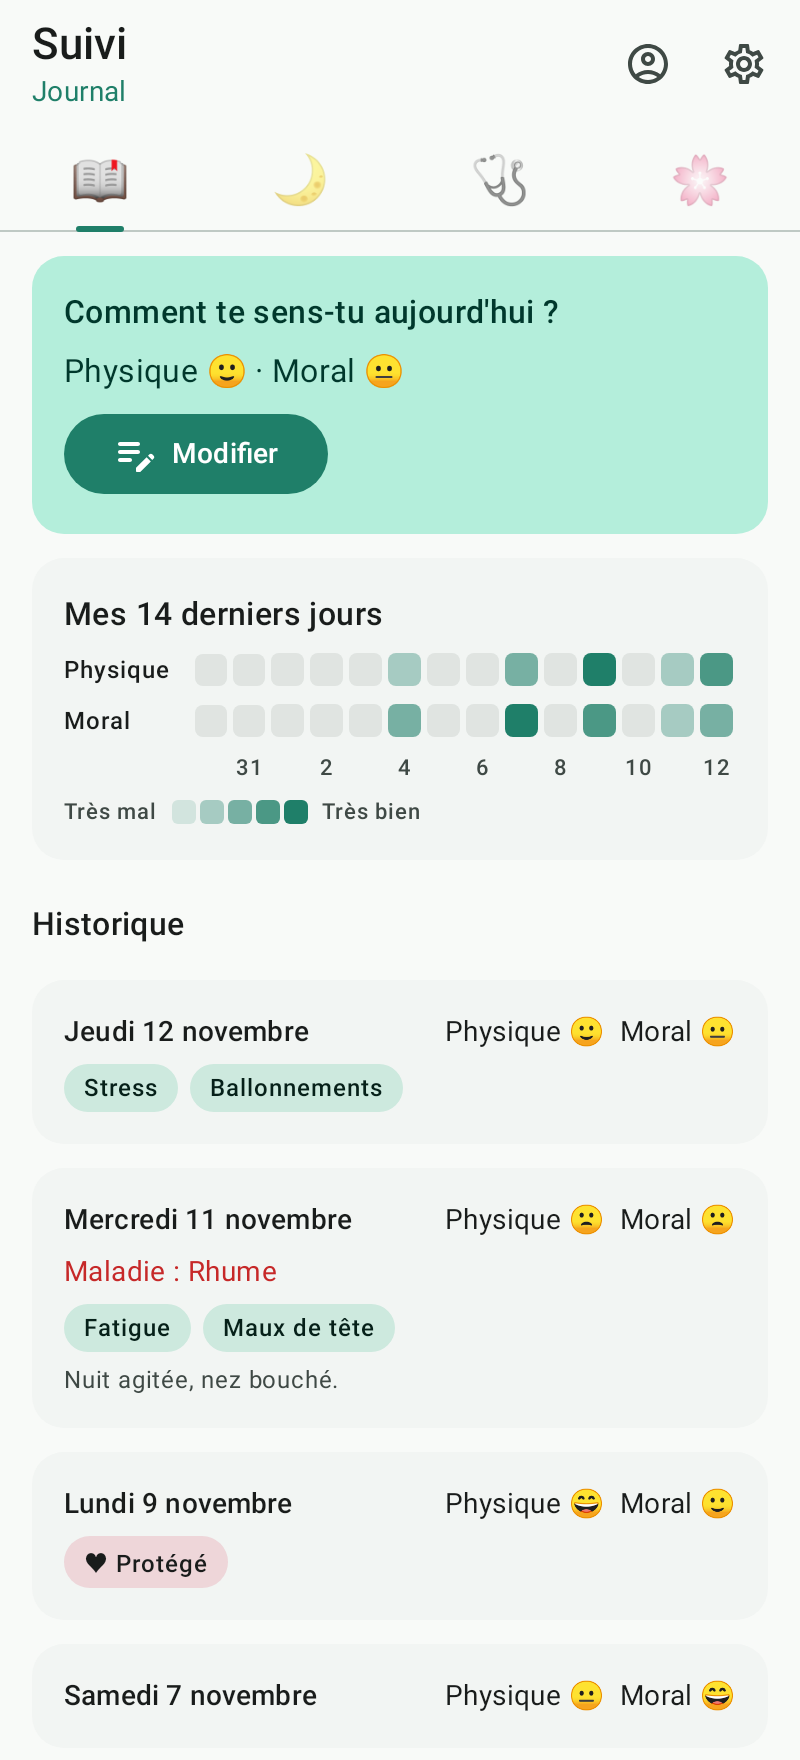 Suivi
Journal
Comment te sens-tu aujourd'hui ?
Physique 🙂 · Moral 😐
Modifier
Mes 14 derniers jours
Physique
Moral
31 2 4 6 8 10 12
Très mal Très bien
Historique
Jeudi 12 novembre Physique 🙂 Moral 😐
Stress Ballonnements
Mercredi 11 novembre Physique 🙁 Moral 🙁
Maladie : Rhume
Fatigue Maux de tête
Nuit agitée, nez bouché.
Lundi 9 novembre Physique 😄 Moral 🙂
♥ Protégé
Samedi 7 novembre Physique 😐 Moral 😄